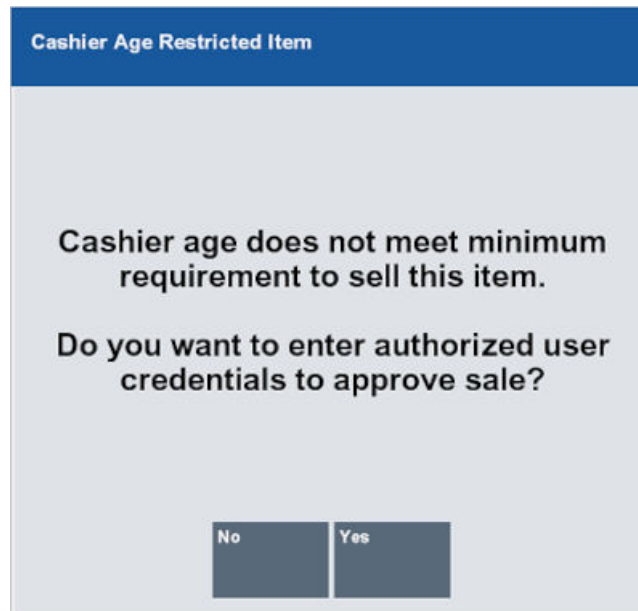 Cashier Age Restricted Item
Cashier age does not meet minimum
requirement to sell this item.
Do you want to enter authorized user
credentials to approve sale?
No
Yes